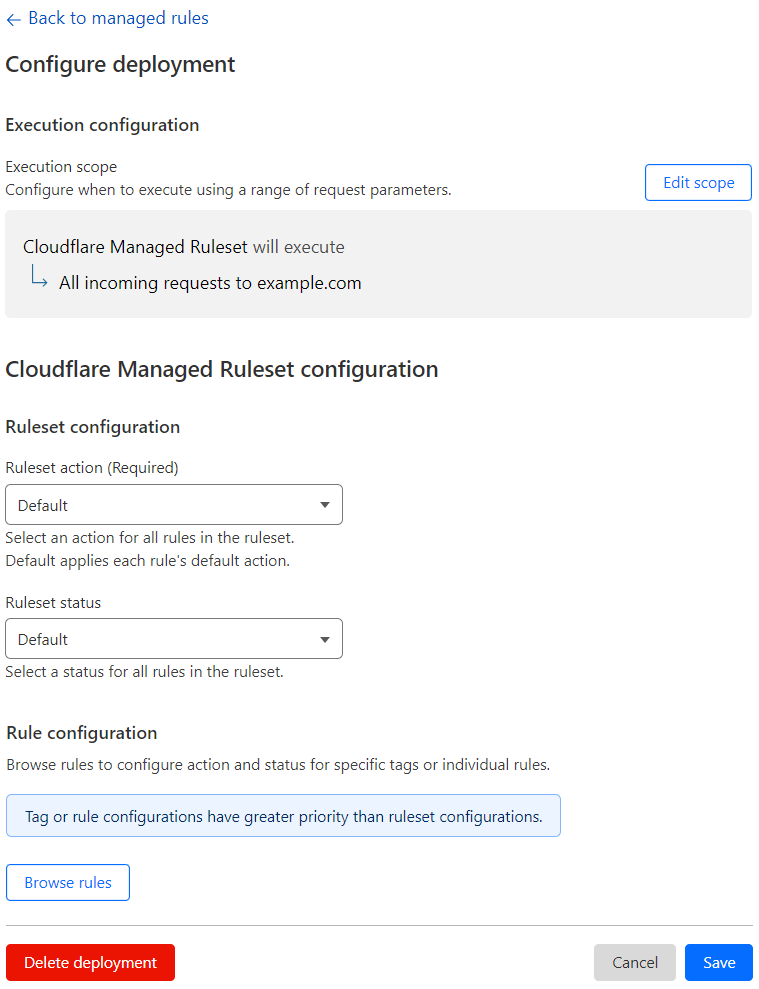 ← Back to managed rules
Configure deployment
Execution configuration
Execution scope
Configure when to execute using a range of request parameters.
Edit scope
Cloudflare Managed Ruleset will execute
All incoming requests to example.com
Cloudflare Managed Ruleset configuration
Ruleset configuration
Ruleset action (Required)
Default
Select an action for all rules in the ruleset.
Default applies each rule's default action.
Ruleset status
Default
Select a status for all rules in the ruleset.
Rule configuration
Browse rules to configure action and status for specific tags or individual rules.
Tag or rule configurations have greater priority than ruleset configurations.
Browse rules
Delete deployment
Cancel
Save